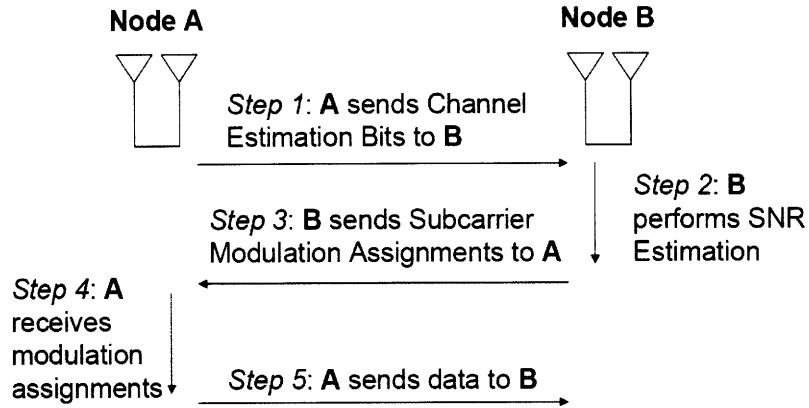 Node A
Node B
Step 1: A sends Channel
Estimation Bits to B
Step 2: B
performs SNR
Estimation
Step 3: B sends Subcarrier
Modulation Assignments to A
Step 4: A
receives
modulation
assignments
Step 5: A sends data to B